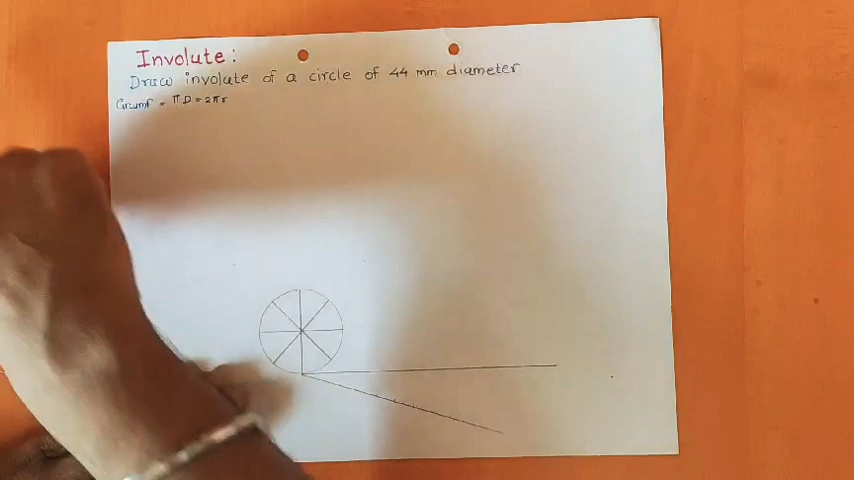 Involute:
Draw involute of a circle of 44 mm diameter
Circumf = πD = 2πr